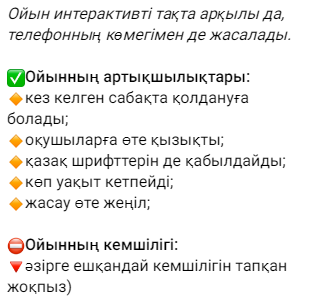 Ойын интерактивті тақта арқылы да,
телефонның көмегімен де жасалады.
✅Ойынның артықшылықтары:
🔸кез келген сабақта қолдануға
болады;
🔸оқушыларға өте қызықты;
🔸қазақ шрифттерін де қабылдайды;
🔸көп уақыт кетпейді;
🔸жасау өте жеңіл;
⛔Ойынның кемшілігі:
🔻әзірге ешқандай кемшілігін тапқан
жоқпыз)